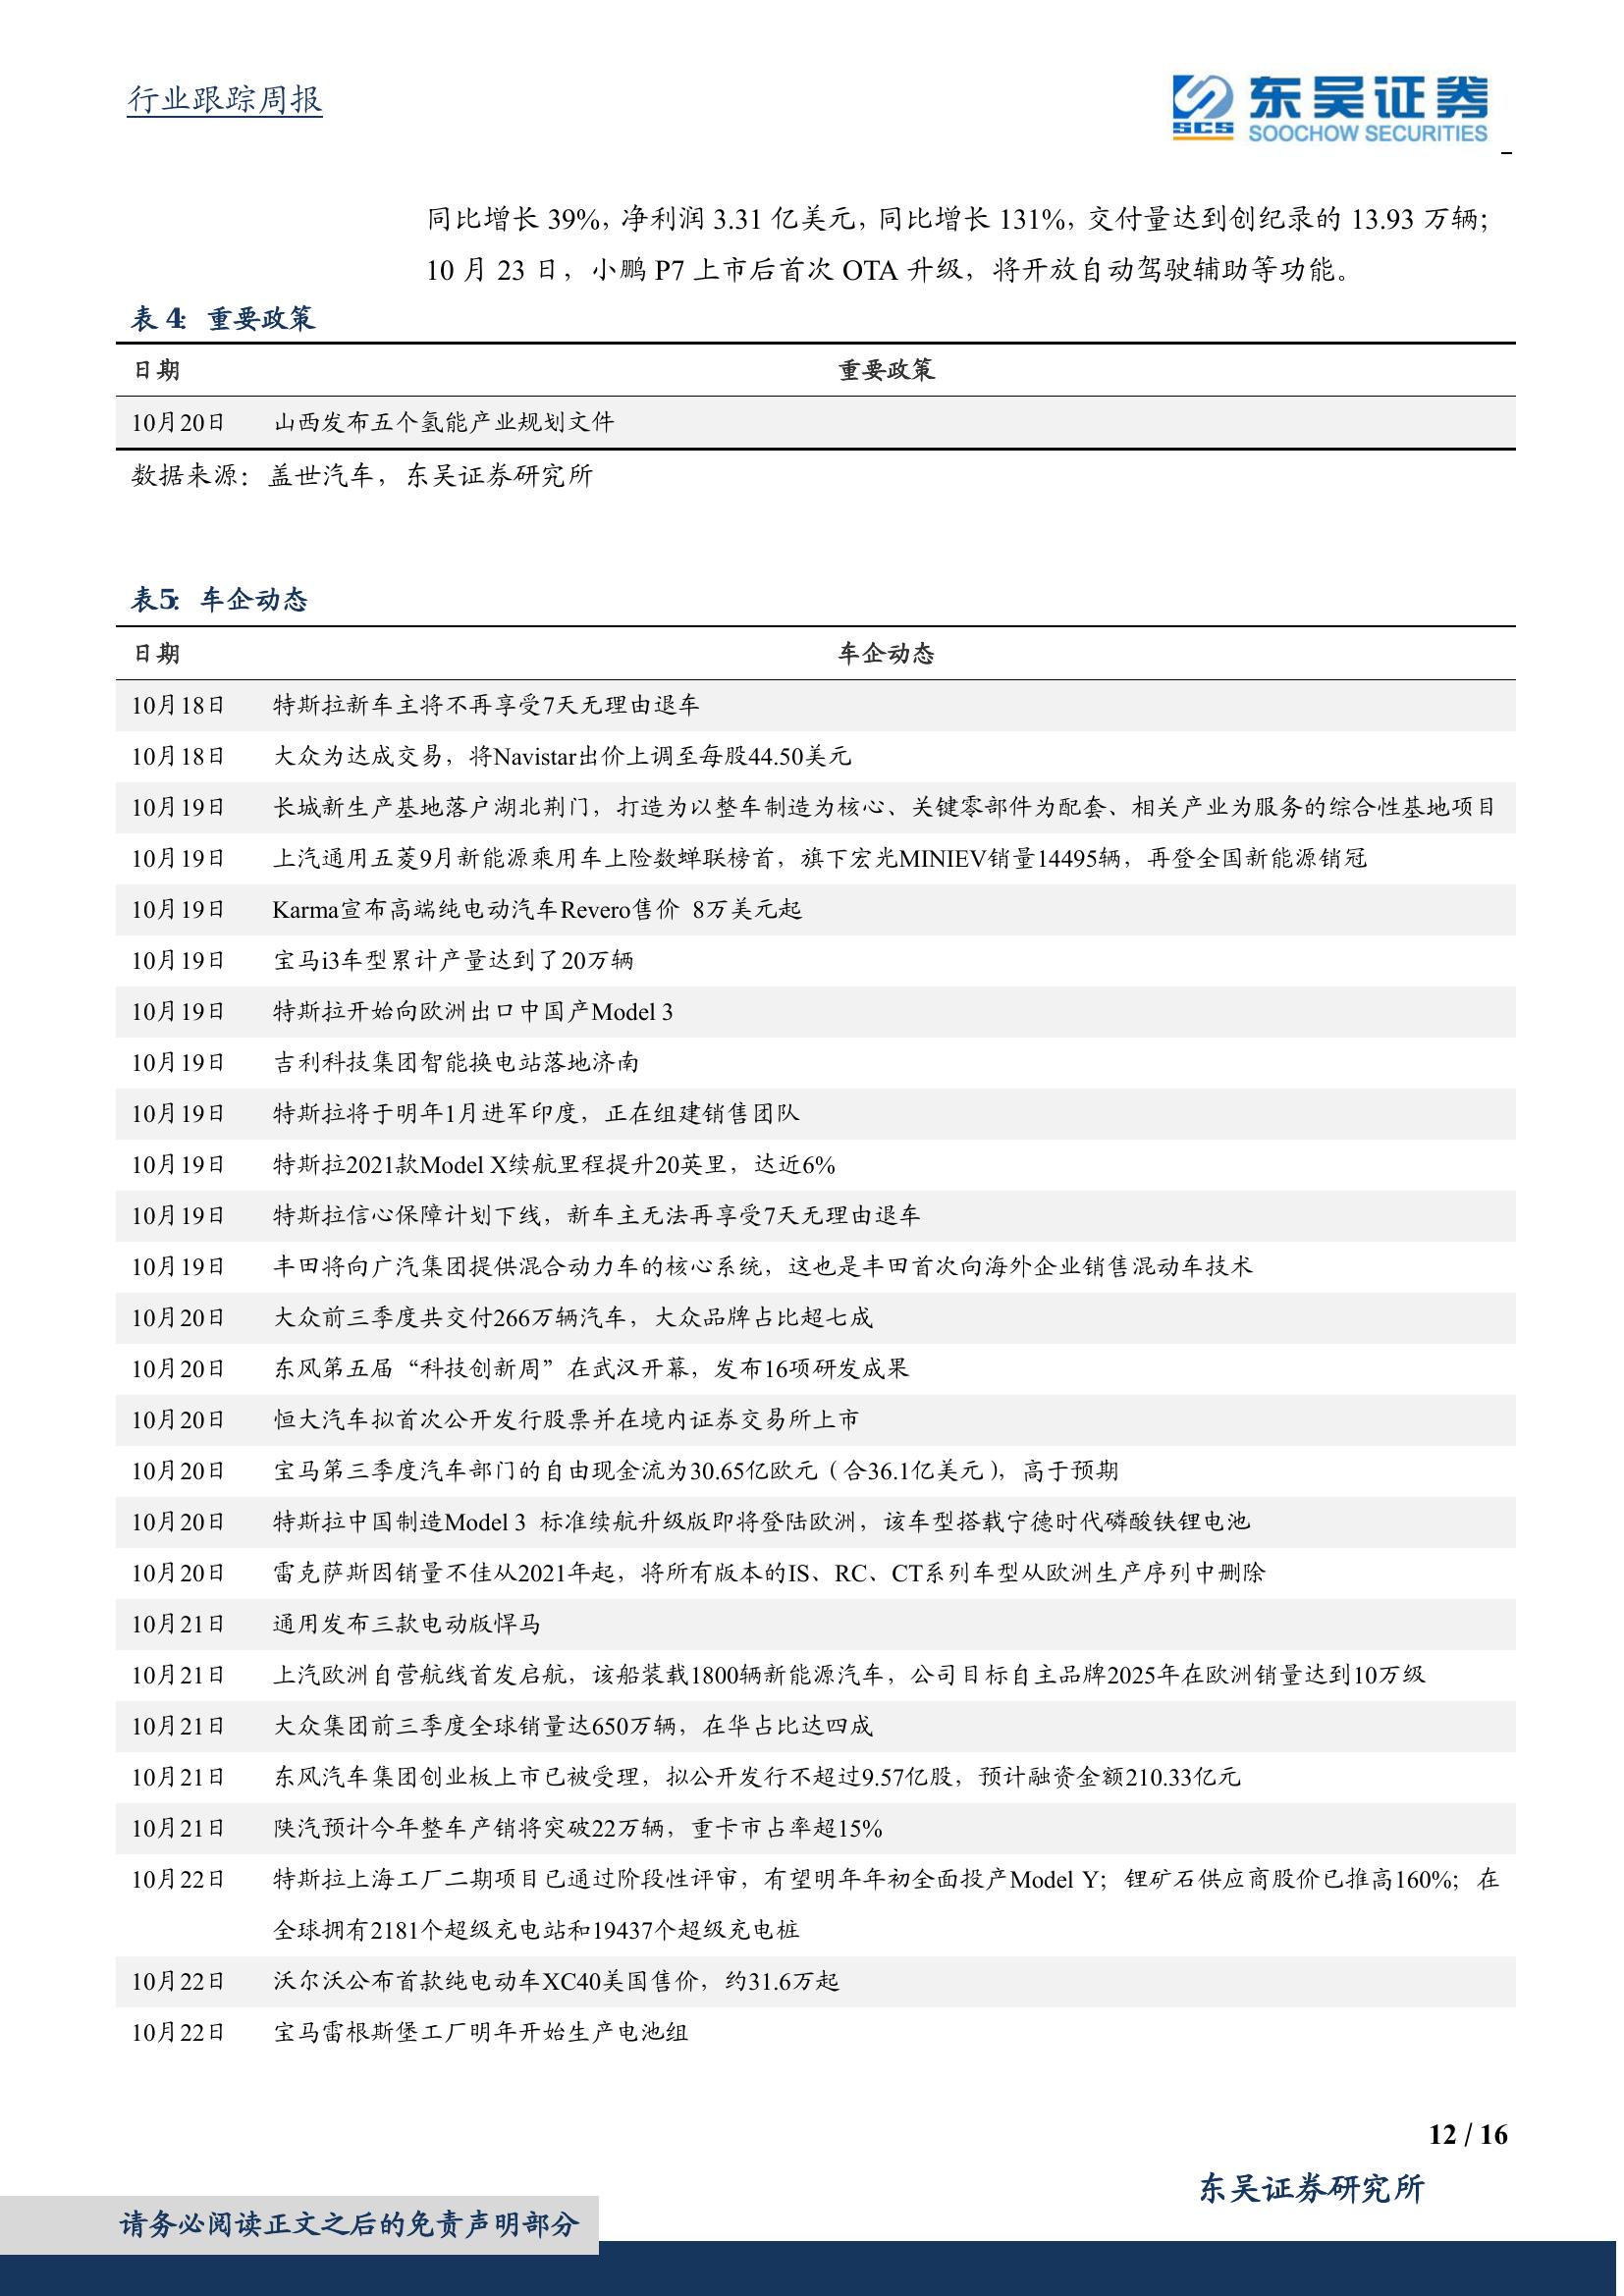 行业跟踪周报
东吴证券
SCS
SOOCHOW SECURITIES
同比增长 39%，净利润 3.31 亿美元，同比增长 131%，交付量达到创纪录的 13.93 万辆；
10 月 23 日，小鹏 P7 上市后首次 OTA 升级，将开放自动驾驶辅助等功能。
表 4：重要政策
日期 重要政策
10月20日 山西发布五个氢能产业规划文件
数据来源：盖世汽车，东吴证券研究所
表5：车企动态
日期 车企动态
10月18日 特斯拉新车主将不再享受7天无理由退车
10月18日 大众为达成交易，将Navistar出价上调至每股44.50美元
10月19日 长城新生产基地落户湖北荆门，打造为以整车制造为核心、关键零部件为配套、相关产业为服务的综合性基地项目
10月19日 上汽通用五菱9月新能源乘用车上险数蝉联榜首，旗下宏光MINIEV销量14495辆，再登全国新能源销冠
10月19日 Karma宣布高端纯电动汽车Revero售价 8万美元起
10月19日 宝马i3车型累计产量达到了20万辆
10月19日 特斯拉开始向欧洲出口中国产Model 3
10月19日 吉利科技集团智能换电站落地济南
10月19日 特斯拉将于明年1月进军印度，正在组建销售团队
10月19日 特斯拉2021款Model X续航里程提升20英里，达近6%
10月19日 特斯拉信心保障计划下线，新车主无法再享受7天无理由退车
10月19日 丰田将向广汽集团提供混合动力车的核心系统，这也是丰田首次向海外企业销售混动车技术
10月20日 大众前三季度共交付266万辆汽车，大众品牌占比超七成
10月20日 东风第五届“科技创新周”在武汉开幕，发布16项研发成果
10月20日 恒大汽车拟首次公开发行股票并在境内证券交易所上市
10月20日 宝马第三季度汽车部门的自由现金流为30.65亿欧元（合36.1亿美元），高于预期
10月20日 特斯拉中国制造Model 3 标准续航升级版即将登陆欧洲，该车型搭载宁德时代磷酸铁锂电池
10月20日 雷克萨斯因销量不佳从2021年起，将所有版本的IS、RC、CT系列车型从欧洲生产序列中删除
10月21日 通用发布三款电动版悍马
10月21日 上汽欧洲自营航线首发启航，该船装载1800辆新能源汽车，公司目标自主品牌2025年在欧洲销量达到10万级
10月21日 大众集团前三季度全球销量达650万辆，在华占比达四成
10月21日 东风汽车集团创业板上市已被受理，拟公开发行不超过9.57亿股，预计融资金额210.33亿元
10月21日 陕汽预计今年整车产销将突破22万辆，重卡市占率超15%
10月22日 特斯拉上海工厂二期项目已通过阶段性评审，有望明年年初全面投产Model Y；锂矿石供应商股价已推高160%；在
全球拥有2181个超级充电站和19437个超级充电桩
10月22日 沃尔沃公布首款纯电动车XC40美国售价，约31.6万起
10月22日 宝马雷根斯堡工厂明年开始生产电池组
12 / 16
东吴证券研究所
请务必阅读正文之后的免责声明部分